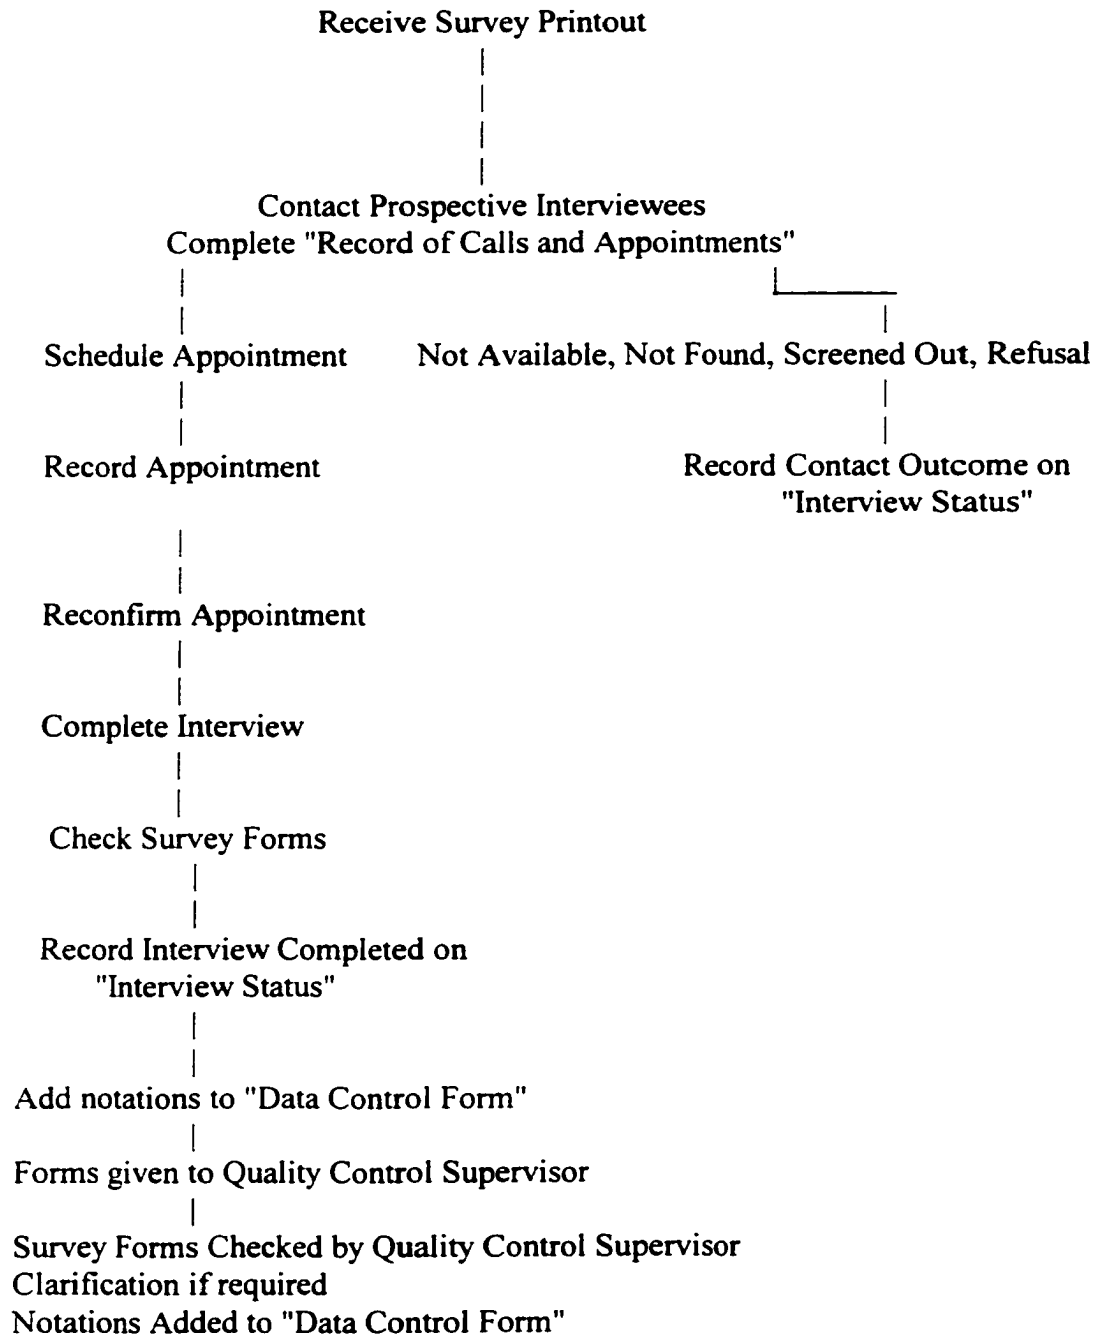 Receive Survey Printout
Contact Prospective Interviewees
Complete "Record of Calls and Appointments"
Schedule Appointment
Not Available, Not Found, Screened Out, Refusal
Record Appointment
Record Contact Outcome on
"Interview Status"
Reconfirm Appointment
Complete Interview
Check Survey Forms
Record Interview Completed on
"Interview Status"
Add notations to "Data Control Form"
Forms given to Quality Control Supervisor
Survey Forms Checked by Quality Control Supervisor
Clarification if required
Notations Added to "Data Control Form"